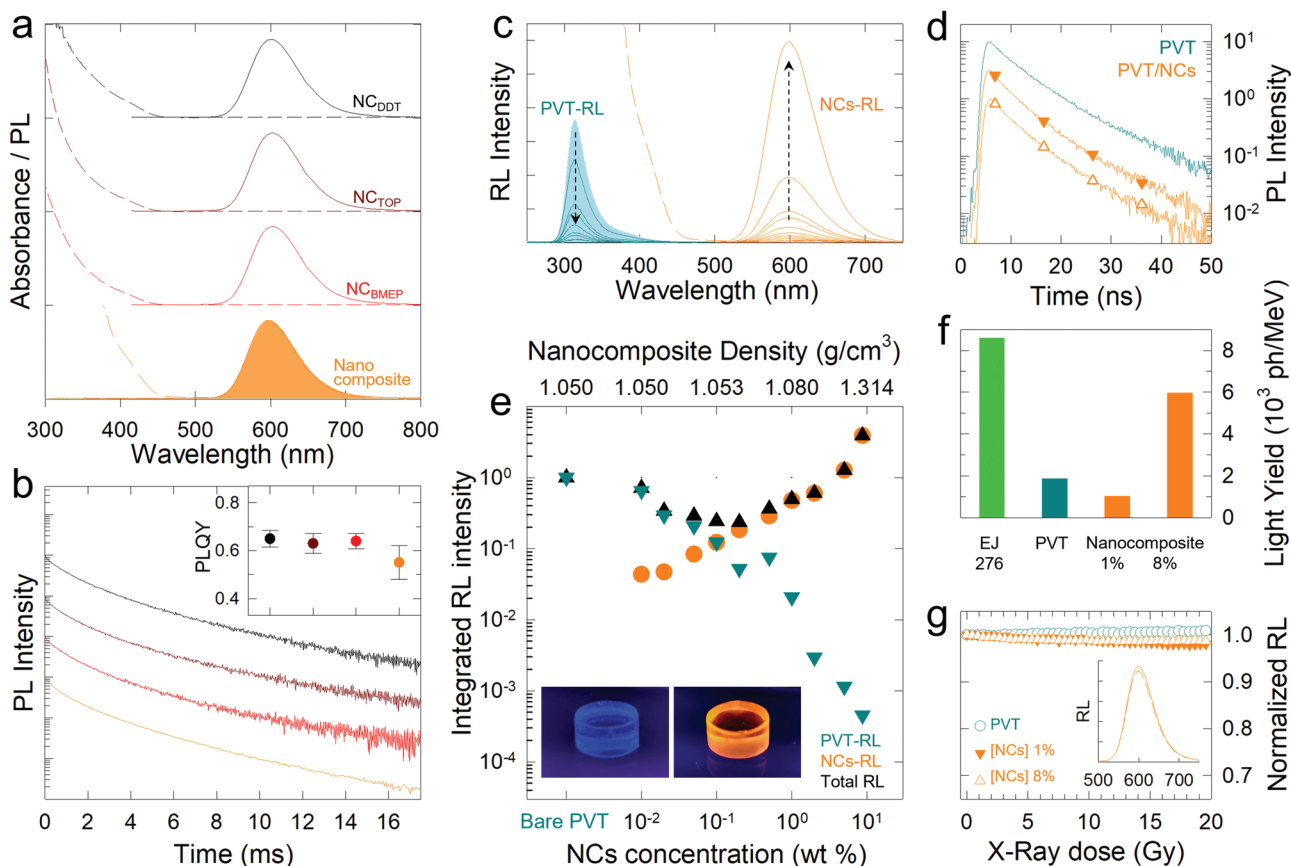 a
Absorbance / PL
NC_DDT
NC_TOP
NC_BMEP
Nano
composite
300 400 500 600 700 800
Wavelength (nm)
b
PL Intensity
PLQY
0.8
0.6
0.4
0 2 4 6 8 10 12 14 16
Time (ms)
c
RL Intensity
PVT-RL
NCs-RL
300 400 500 600 700
Wavelength (nm)
d
PVT
PVT/NCs
10^1
10^0
10^-1
10^-2
PL Intensity
0 10 20 30 40 50
Time (ns)
e
Nanocomposite Density (g/cm^3)
1.050 1.050 1.053 1.080 1.314
Integrated RL intensity
10^0
10^-1
10^-2
10^-3
10^-4
PVT-RL
NCs-RL
Total RL
Bare PVT 10^-2 10^-1 10^0 10^1
NCs concentration (wt %)
f
8
6
4
2
0
Light Yield (10^3 ph/MeV)
EJ PVT Nanocomposite
276 1% 8%
g
1.0
0.9
0.8
0.7
Normalized RL
RL
500 600 700
PVT
[NCs] 1%
[NCs] 8%
0 5 10 15 20
X-Ray dose (Gy)